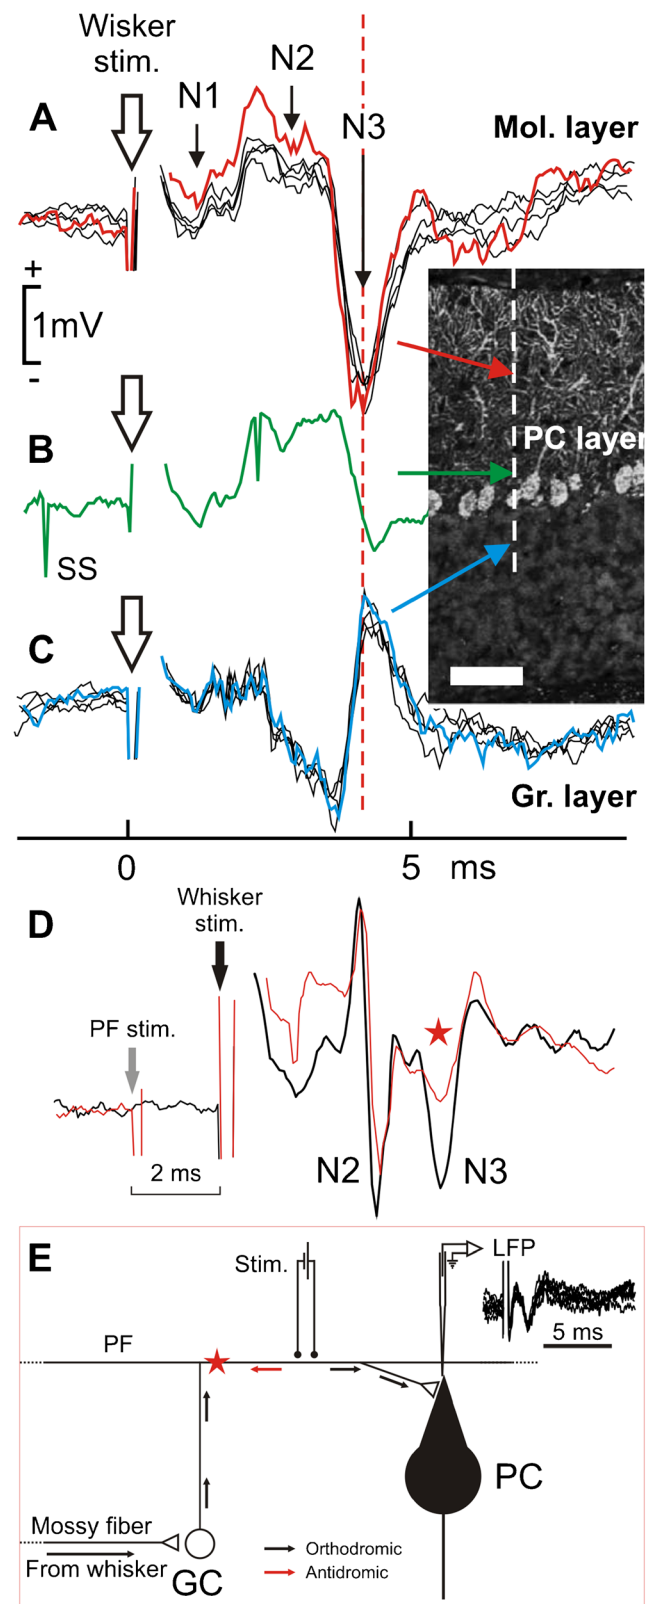 Wisker
stim.
N1
N2
N3
A
Mol. layer
+
1mV
-
B
PC layer
SS
C
Gr. layer
0
5
ms
D
Whisker
stim.
PF stim.
2 ms
N2
N3
E
Stim.
LFP
5 ms
PF
PC
Mossy fiber
From whisker
GC
Orthodromic
Antidromic